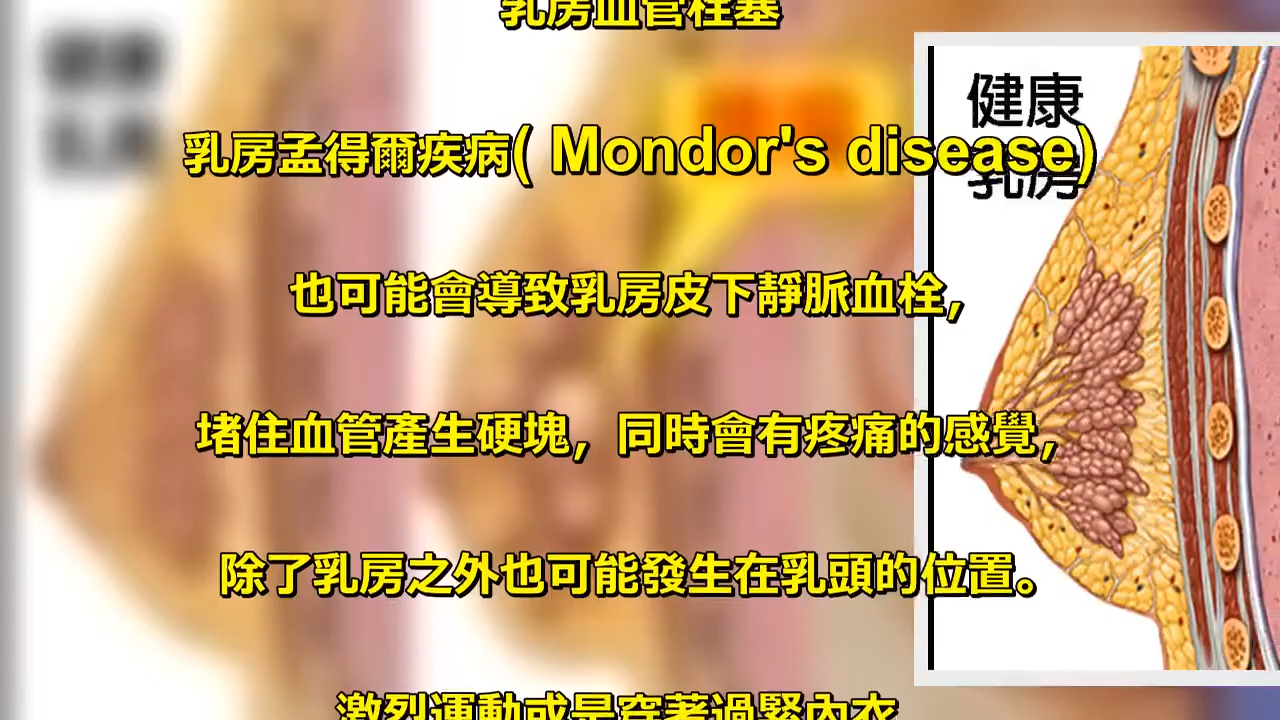 乳房血管栓塞
健康
乳房
乳房孟得爾疾病( Mondor's disease)
也可能會導致乳房皮下靜脈血栓，
堵住血管產生硬塊，同時會有疼痛的感覺，
除了乳房之外也可能發生在乳頭的位置。
激烈運動或是穿著過緊內衣